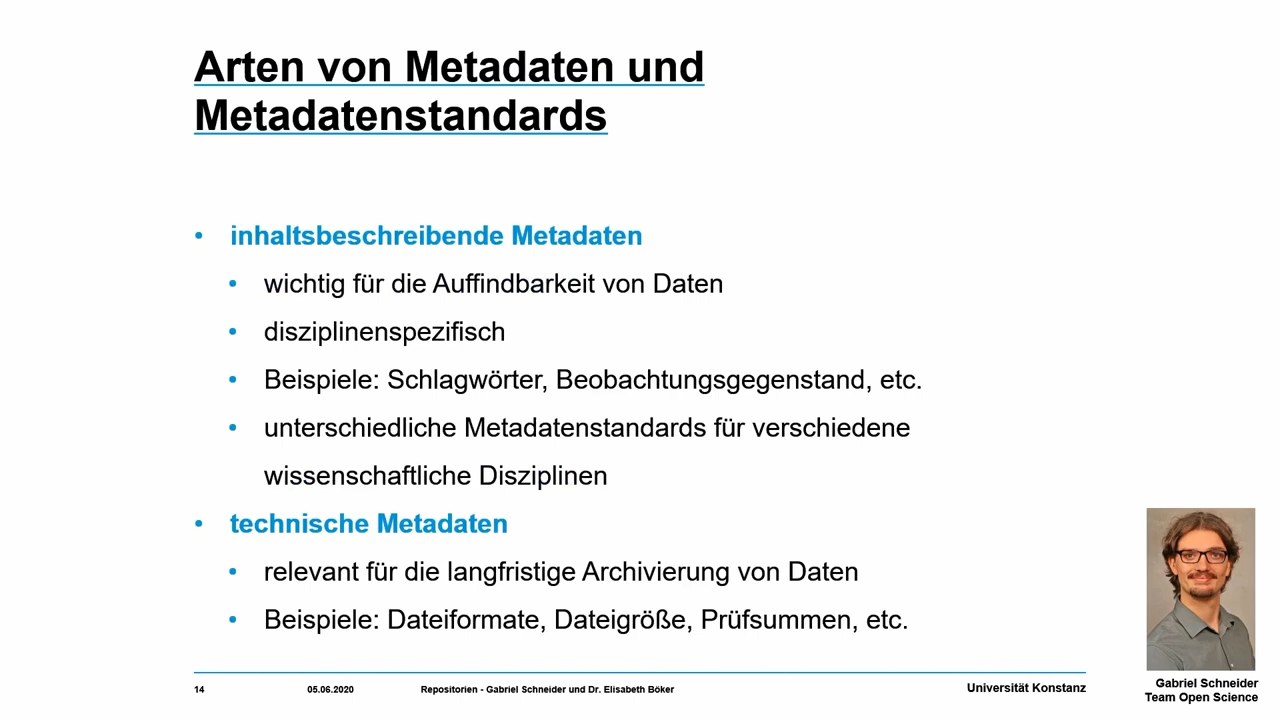 Arten von Metadaten und
Metadatenstandards
• inhaltsbeschreibende Metadaten
• wichtig für die Auffindbarkeit von Daten
• disziplinenspezifisch
• Beispiele: Schlagwörter, Beobachtungsgegenstand, etc.
• unterschiedliche Metadatenstandards für verschiedene
wissenschaftliche Disziplinen
• technische Metadaten
• relevant für die langfristige Archivierung von Daten
• Beispiele: Dateiformate, Dateigröße, Prüfsummen, etc.
14 05.06.2020 Repositorien - Gabriel Schneider und Dr. Elisabeth Böker Universität Konstanz
Gabriel Schneider
Team Open Science